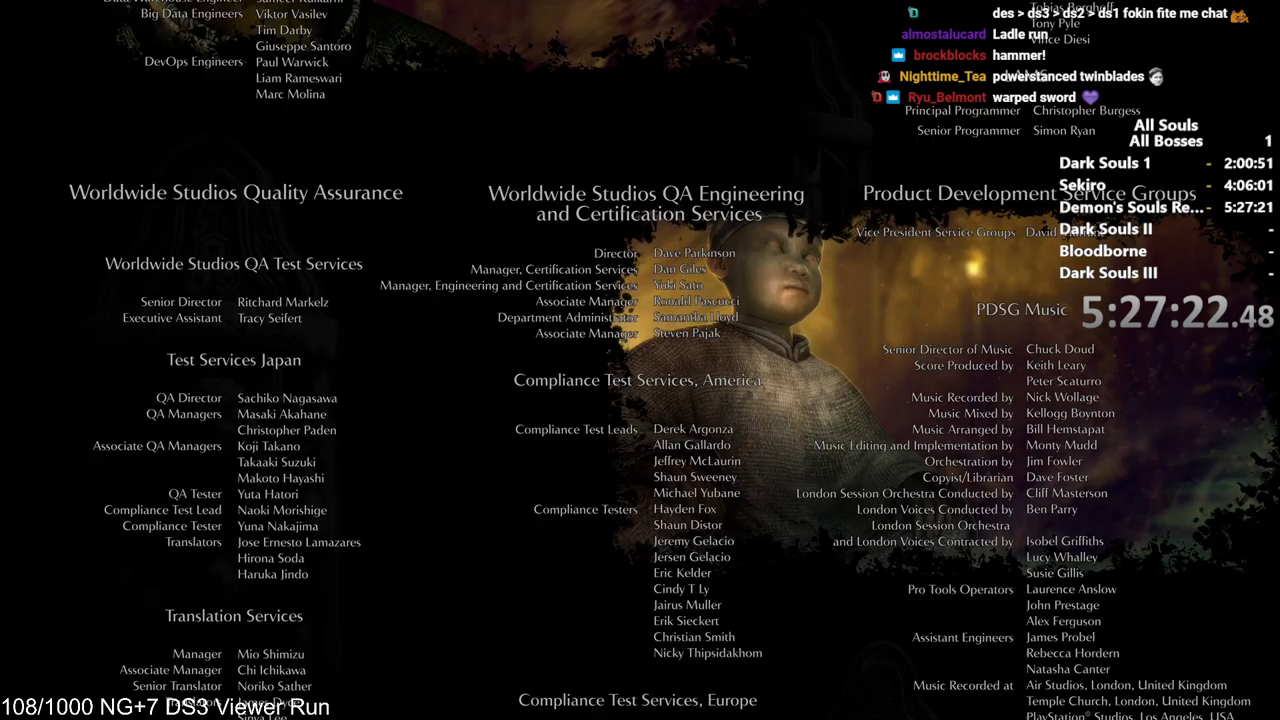 Big Data Engineers Viktor Vasilev
Tim Darby
Giuseppe Santoro
DevOps Engineers Paul Warwick
Liam Rameswari
Marc Molina
Worldwide Studios Quality Assurance
Worldwide Studios QA Test Services
Senior Director Ritchard Markelz
Executive Assistant Tracy Seifert
Test Services Japan
QA Director Sachiko Nagasawa
QA Managers Masaki Akahane
Christopher Paden
Associate QA Managers Koji Takano
Takaaki Suzuki
Makoto Hayashi
QA Tester Yuta Hatori
Compliance Test Lead Naoki Morishige
Compliance Tester Yuna Nakajima
Translators Jose Ernesto Lamazares
Hirona Soda
Haruka Jindo
Translation Services
Manager Mio Shimizu
Associate Manager Chi Ichikawa
Senior Translator Noriko Sather
108/1000 NG+7 DS3 Viewer Run
Worldwide Studios QA Engineering
and Certification Services
Director Dave Parkinson
Manager, Certification Services Dan Giles
Manager, Engineering and Certification Services Yuki Sato
Associate Manager Ronald Pascucci
Department Administrator Samantha Lloyd
Associate Manager Steven Pajak
Compliance Test Services, America
Compliance Test Leads Derek Argonza
Allan Gallardo
Jeffrey McLaurin
Shaun Sweeney
Michael Yubane
Compliance Testers Hayden Fox
Shaun Distor
Jeremy Gelacio
Jersen Gelacio
Eric Kelder
Cindy T Ly
Jairus Muller
Erik Sieckert
Christian Smith
Nicky Thipsidakhom
Compliance Test Services, Europe
des > ds3 > ds2 > ds1 fokin fite me chat
Tobias Berghoff
Tony Pyle
almostalucard Ladle run
Vince Diesi
brockblocks hammer!
Nighttime_Tea powerstanced twinblades
Ryu_Belmont warped sword
Principal Programmer Christopher Burgess
Senior Programmer Simon Ryan
All Souls
All Bosses 1
Dark Souls 1 - 2:00:51
Sekiro - 4:06:01
Demon's Souls Re... - 5:27:21
Dark Souls II -
Bloodborne -
Dark Souls III -
5:27:22.48
Product Development Service Groups
Vice President Service Groups David
PDSG Music
Senior Director of Music Chuck Doud
Score Produced by Keith Leary
Peter Scaturro
Music Recorded by Nick Wollage
Music Mixed by Kellogg Boynton
Music Arranged by Bill Hemstapat
Music Editing and Implementation by Monty Mudd
Orchestration by Jim Fowler
Copyist/Librarian Dave Foster
London Session Orchestra Conducted by Cliff Masterson
London Voices Conducted by Ben Parry
London Session Orchestra
and London Voices Contracted by Isobel Griffiths
Lucy Whalley
Susie Gillis
Pro Tools Operators Laurence Anslow
John Prestage
Alex Ferguson
Assistant Engineers James Probel
Rebecca Hordern
Natasha Canter
Music Recorded at Air Studios, London, United Kingdom
Temple Church, London, United Kingdom
PlayStation® Studios, Los Angeles, USA